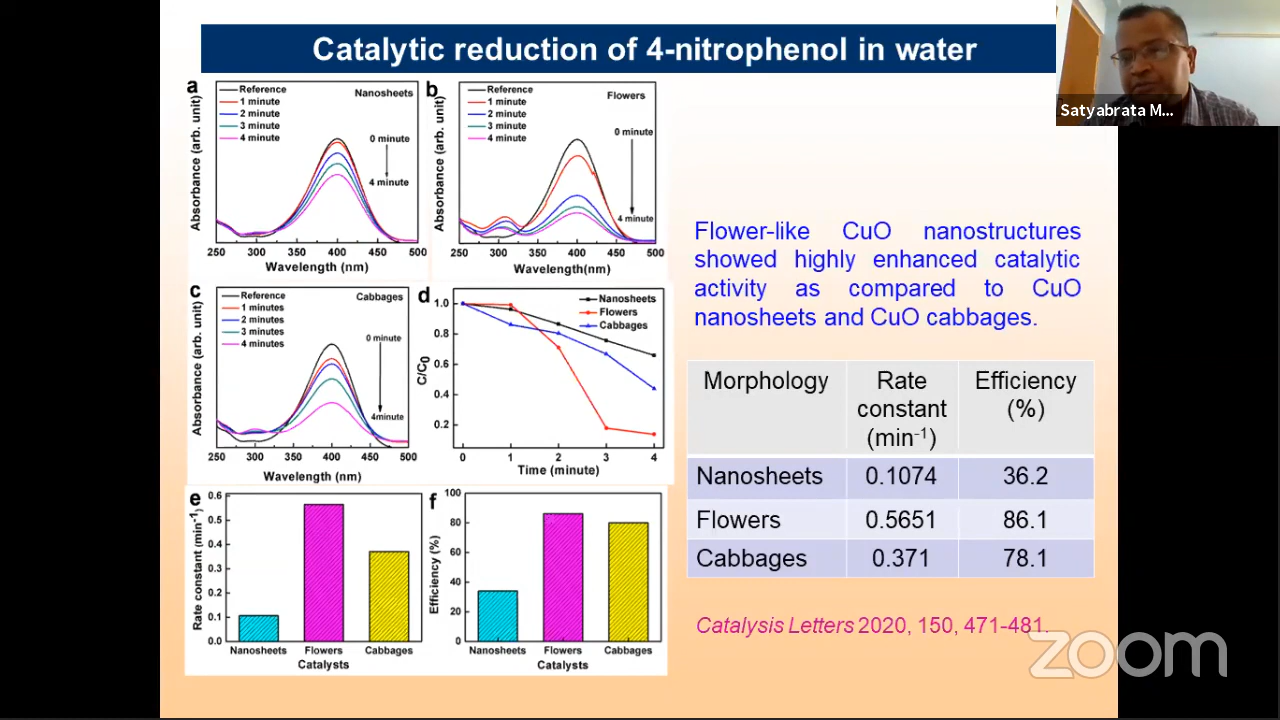 Catalytic reduction of 4-nitrophenol in water
Satyabrata M...
a
Absorbance (arb. unit)
Reference
1 minute
2 minute
3 minute
4 minute
Nanosheets
0 minute
4 minute
250 300 350 400 450 500
Wavelength (nm)
b
Absorbance (arb. unit)
Reference
1 minute
2 minute
3 minute
4 minute
Flowers
0 minute
4 minute
250 300 350 400 450 500
Wavelength(nm)
c
Absorbance (arb. unit)
Reference
1 minutes
2 minutes
3 minutes
4 minutes
Cabbages
0 minute
4minute
250 300 350 400 450 500
Wavelength (nm)
d
C/C0
1.0
0.8
0.6
0.4
0.2
Nanosheets
Flowers
Cabbages
0 1 2 3 4
Time (minute)
e
Rate constant (min-1)
0.6
0.5
0.4
0.3
0.2
0.1
0.0
Nanosheets Flowers Cabbages
Catalysts
f
Efficiency (%)
100
80
60
40
20
0
Nanosheets Flowers Cabbages
Catalysts
Flower-like CuO nanostructures
showed highly enhanced catalytic
activity as compared to CuO
nanosheets and CuO cabbages.
Morphology Rate constant (min-1) Efficiency (%)
Nanosheets 0.1074 36.2
Flowers 0.5651 86.1
Cabbages 0.371 78.1
Catalysis Letters 2020, 150, 471-481.
zoom